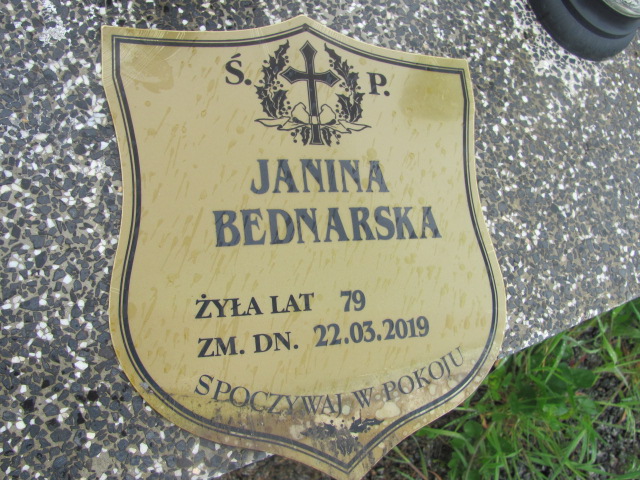 Ś. P.
JANINA
BEDNARSKA
ŻYŁA LAT 79
ZM. DN. 22.03.2019
SPOCZYWAJ W POKOJU